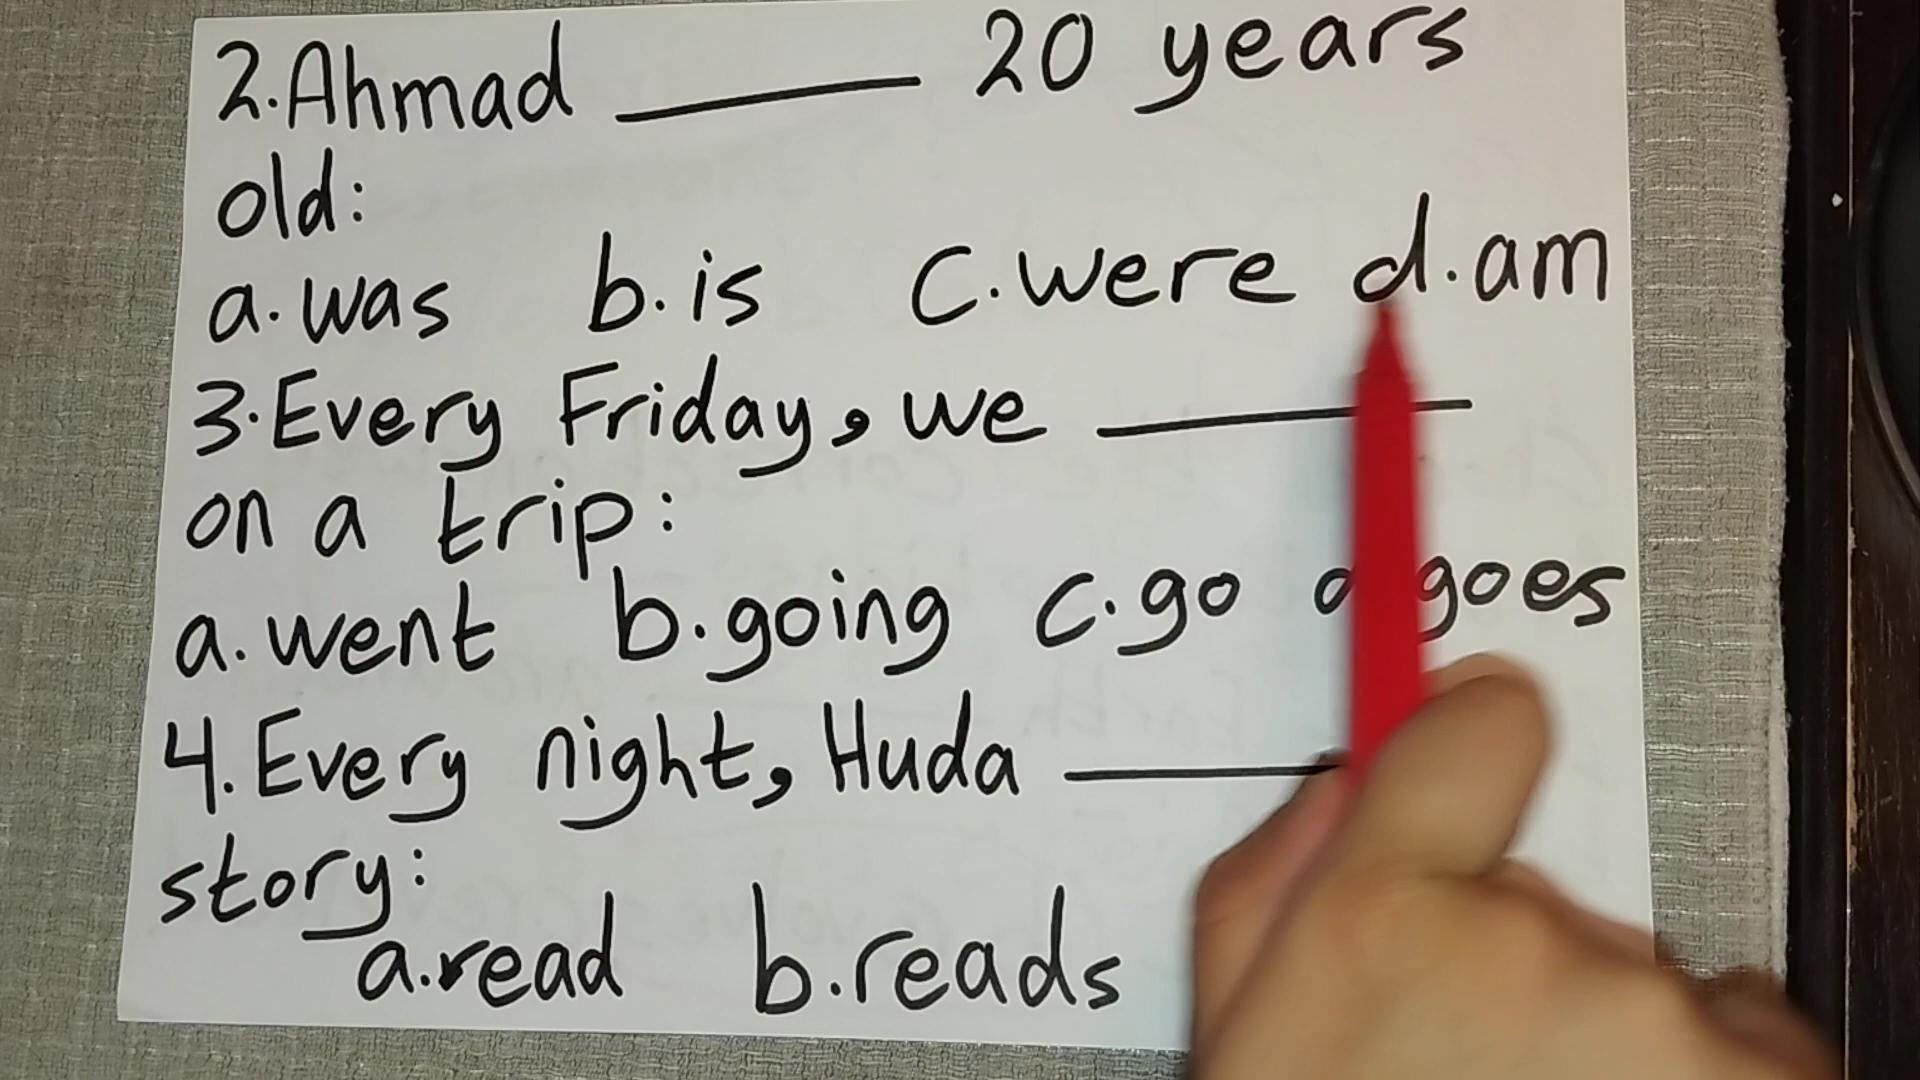 2.Ahmad ______ 20 years
old:
a.was b.is c.were d.am
3.Every Friday, we ______
on a trip:
a.went b.going c.go d goes
4.Every night, Huda ______
story:
a.read b.reads